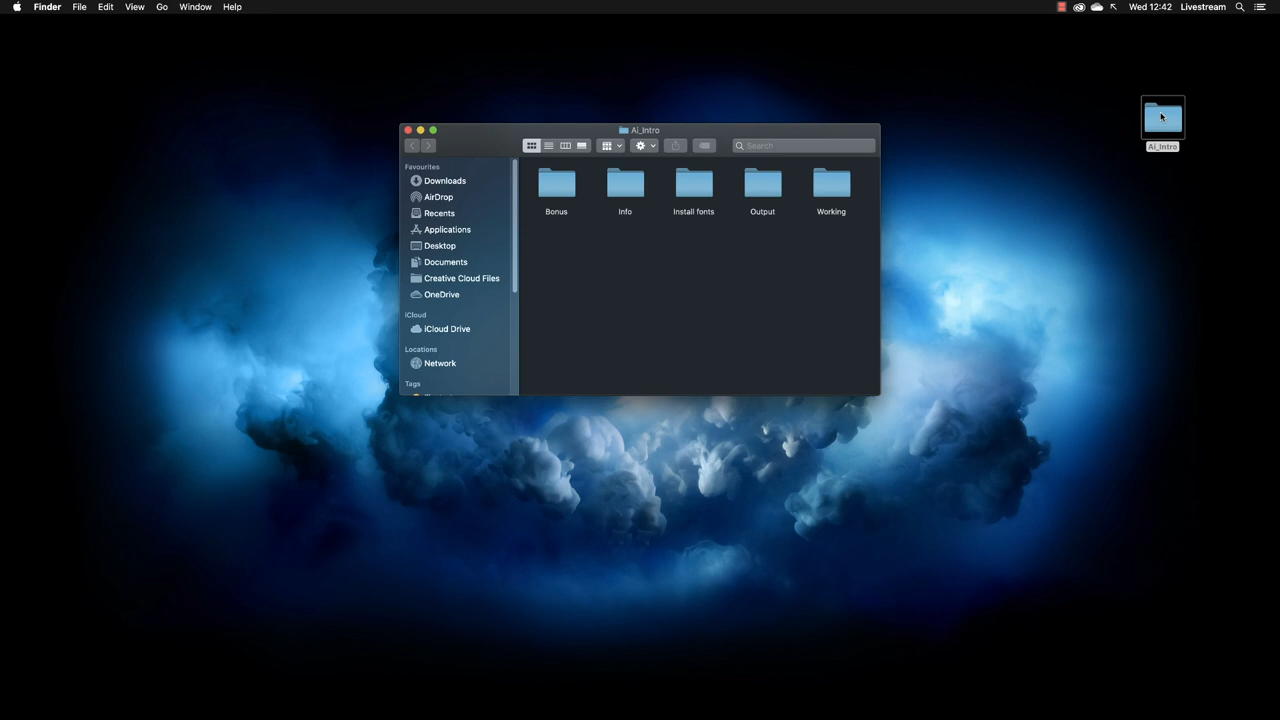 Finder File Edit View Go Window Help Wed 12:42 Livestream
Ai_Intro
Ai_Intro
Search
Favourites
Downloads
AirDrop
Recents
Applications
Desktop
Documents
Creative Cloud Files
OneDrive
iCloud
iCloud Drive
Locations
Network
Tags
Bonus Info Install fonts Output Working